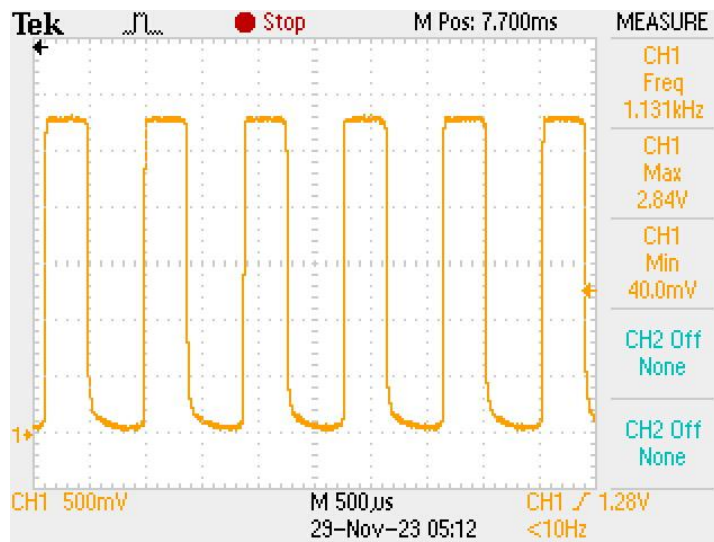 Tek Stop M Pos: 7.700ms MEASURE
CH1
Freq
1.131kHz
CH1
Max
2.84V
CH1
Min
40.0mV
CH2 Off
None
CH2 Off
None
1
CH1 500mV M 500µs CH1 1.28V
29-Nov-23 05:12 <10Hz